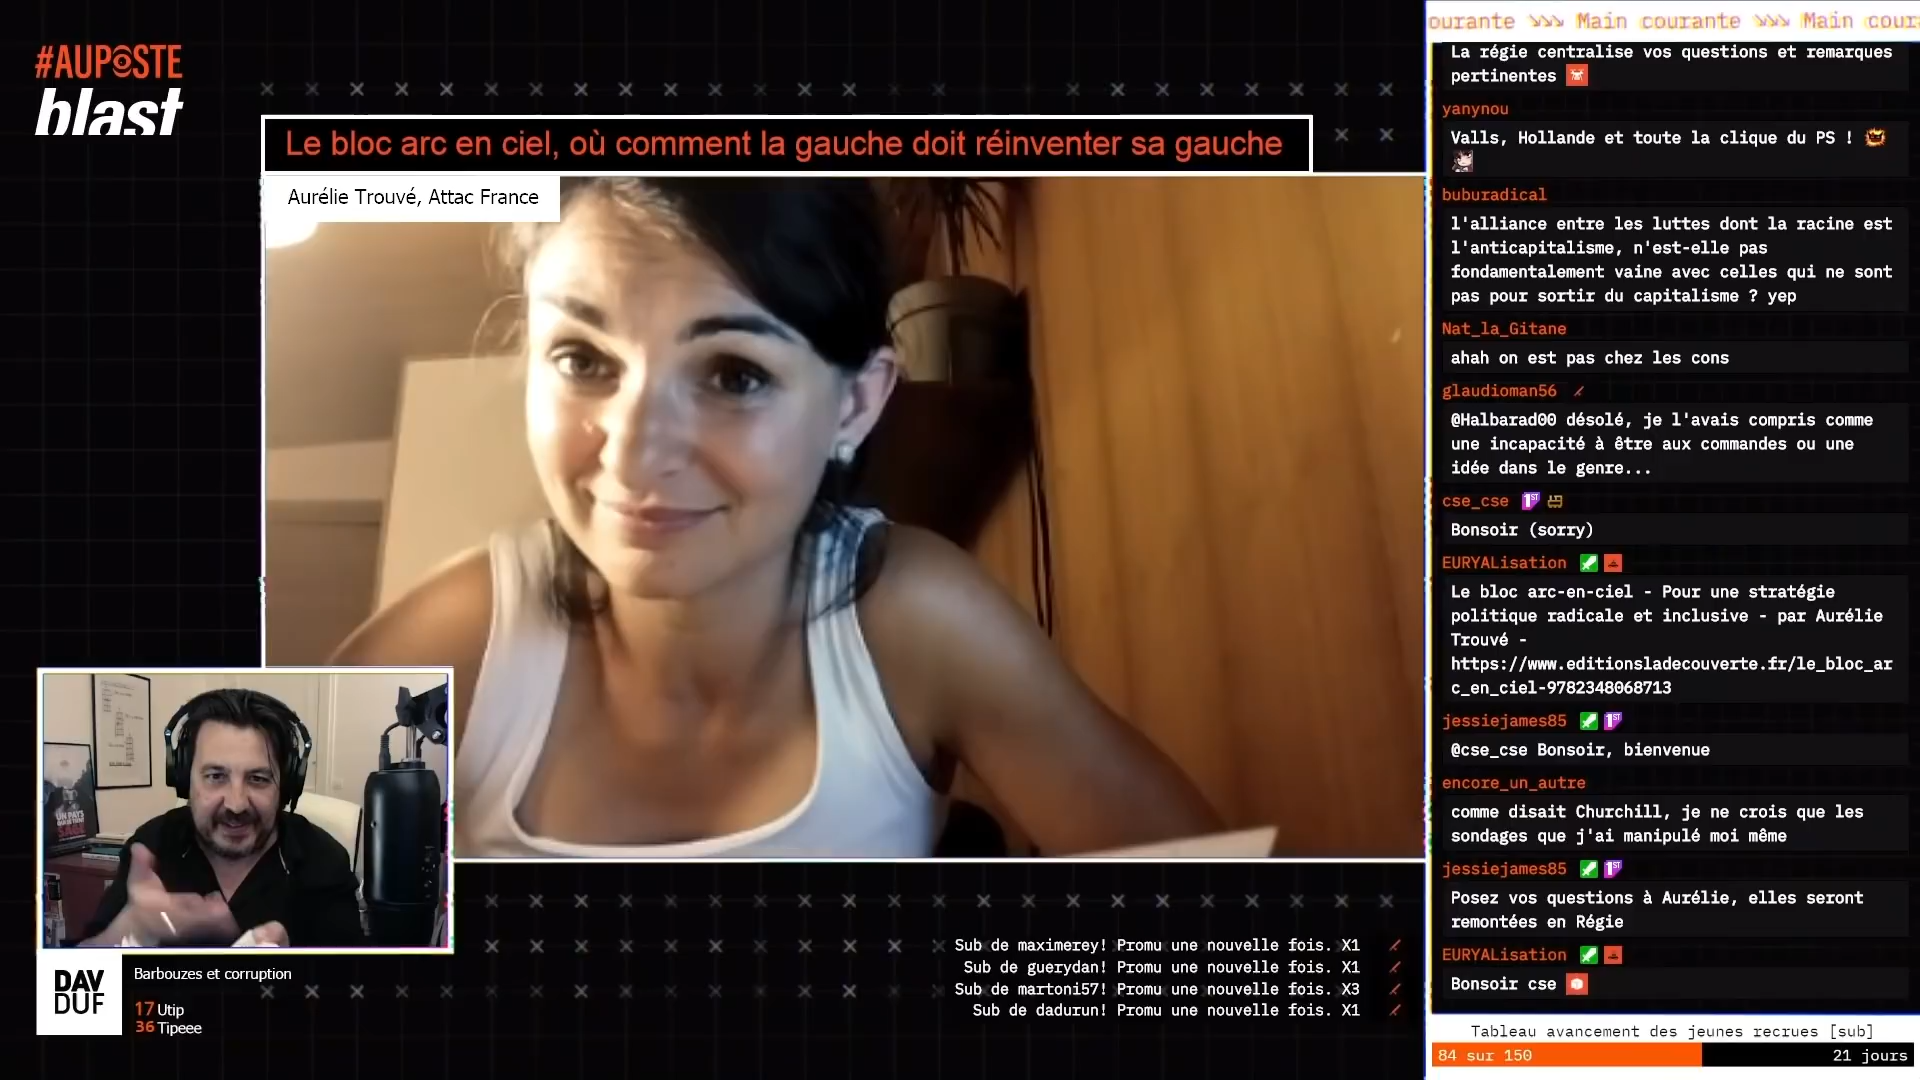 #AUPOSTE
blast
Le bloc arc en ciel, où comment la gauche doit réinventer sa gauche
Aurélie Trouvé, Attac France
UN PAYS
QUI SE TIENT
SAGE
DAV
DUF
Barbouzes et corruption
17 Utip
36 Tipeee
Sub de maximerey! Promu une nouvelle fois. X1
Sub de guerydan! Promu une nouvelle fois. X1
Sub de martoni57! Promu une nouvelle fois. X3
Sub de dadurun! Promu une nouvelle fois. X1
ourante >>> Main courante >>> Main cour
La régie centralise vos questions et remarques
pertinentes
yanynou
Valls, Hollande et toute la clique du PS !
buburadical
l'alliance entre les luttes dont la racine est
l'anticapitalisme, n'est-elle pas
fondamentalement vaine avec celles qui ne sont
pas pour sortir du capitalisme ? yep
Nat_la_Gitane
ahah on est pas chez les cons
glaudioman56
@Halbarad00 désolé, je l'avais compris comme
une incapacité à être aux commandes ou une
idée dans le genre...
cse_cse 1ST
Bonsoir (sorry)
EURYALisation
Le bloc arc-en-ciel - Pour une stratégie
politique radicale et inclusive - par Aurélie
Trouvé -
https://www.editionsladecouverte.fr/le_bloc_ar
c_en_ciel-9782348068713
jessiejames85 1ST
@cse_cse Bonsoir, bienvenue
encore_un_autre
comme disait Churchill, je ne crois que les
sondages que j'ai manipulé moi même
jessiejames85 1ST
Posez vos questions à Aurélie, elles seront
remontées en Régie
EURYALisation
Bonsoir cse
Tableau avancement des jeunes recrues [sub]
84 sur 150 21 jours